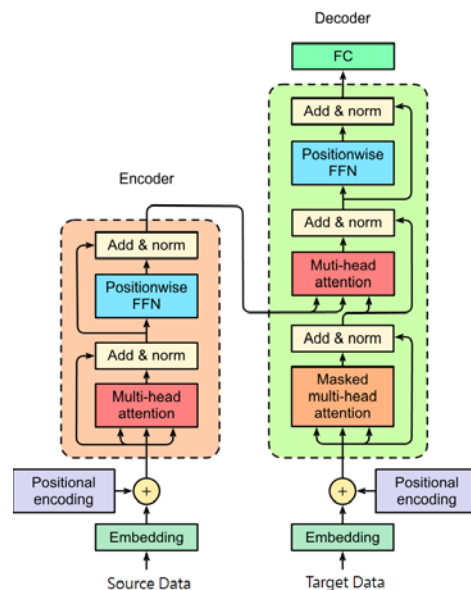 Decoder
FC
Add & norm
Positionwise
FFN
Add & norm
Muti-head
attention
Add & norm
Masked
multi-head
attention
Encoder
Add & norm
Positionwise
FFN
Add & norm
Multi-head
attention
Positional
encoding
+
Embedding
Source Data
+
Positional
encoding
Embedding
Target Data